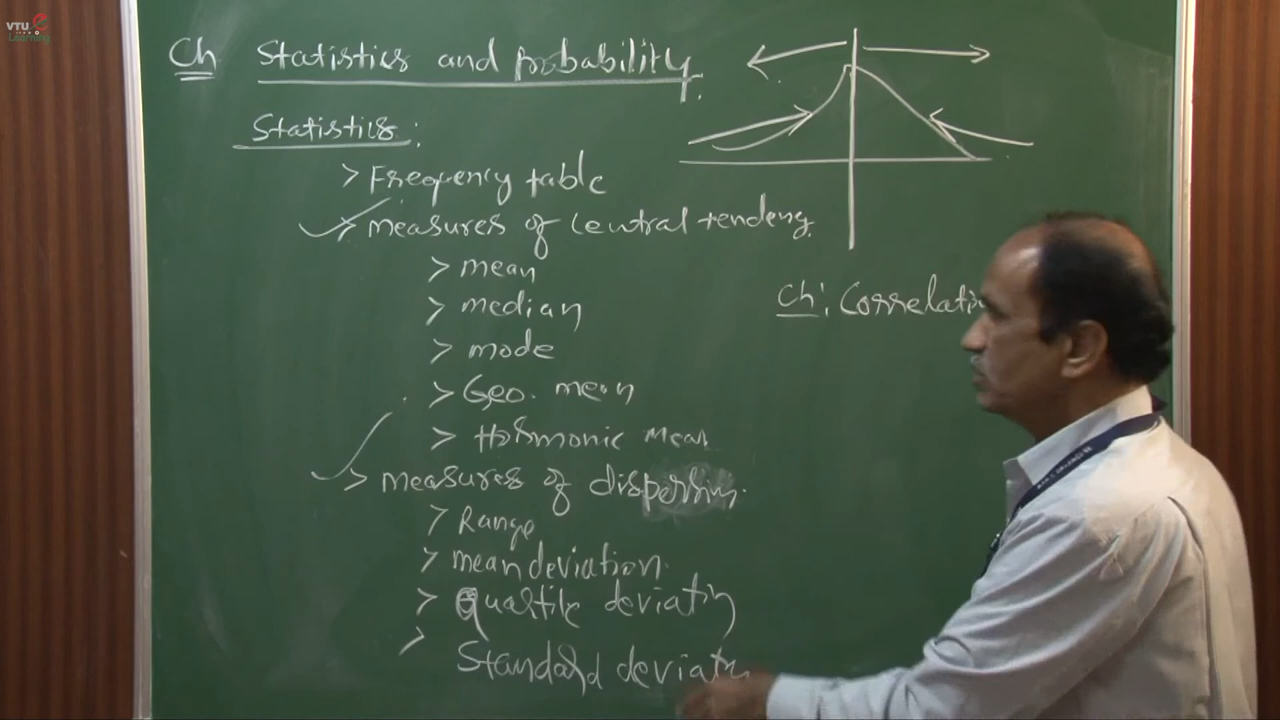 VTU e
Learning
Ch Statistics and probability.
Statistics:
> Frequency table
> measures of central tendency.
> mean
> median
> mode
> Geo. mean
> Harmonic Mean
> measures of dispersion.
> Range
> mean deviation.
> Quartile deviation
> Standard deviation
Ch: Correlation